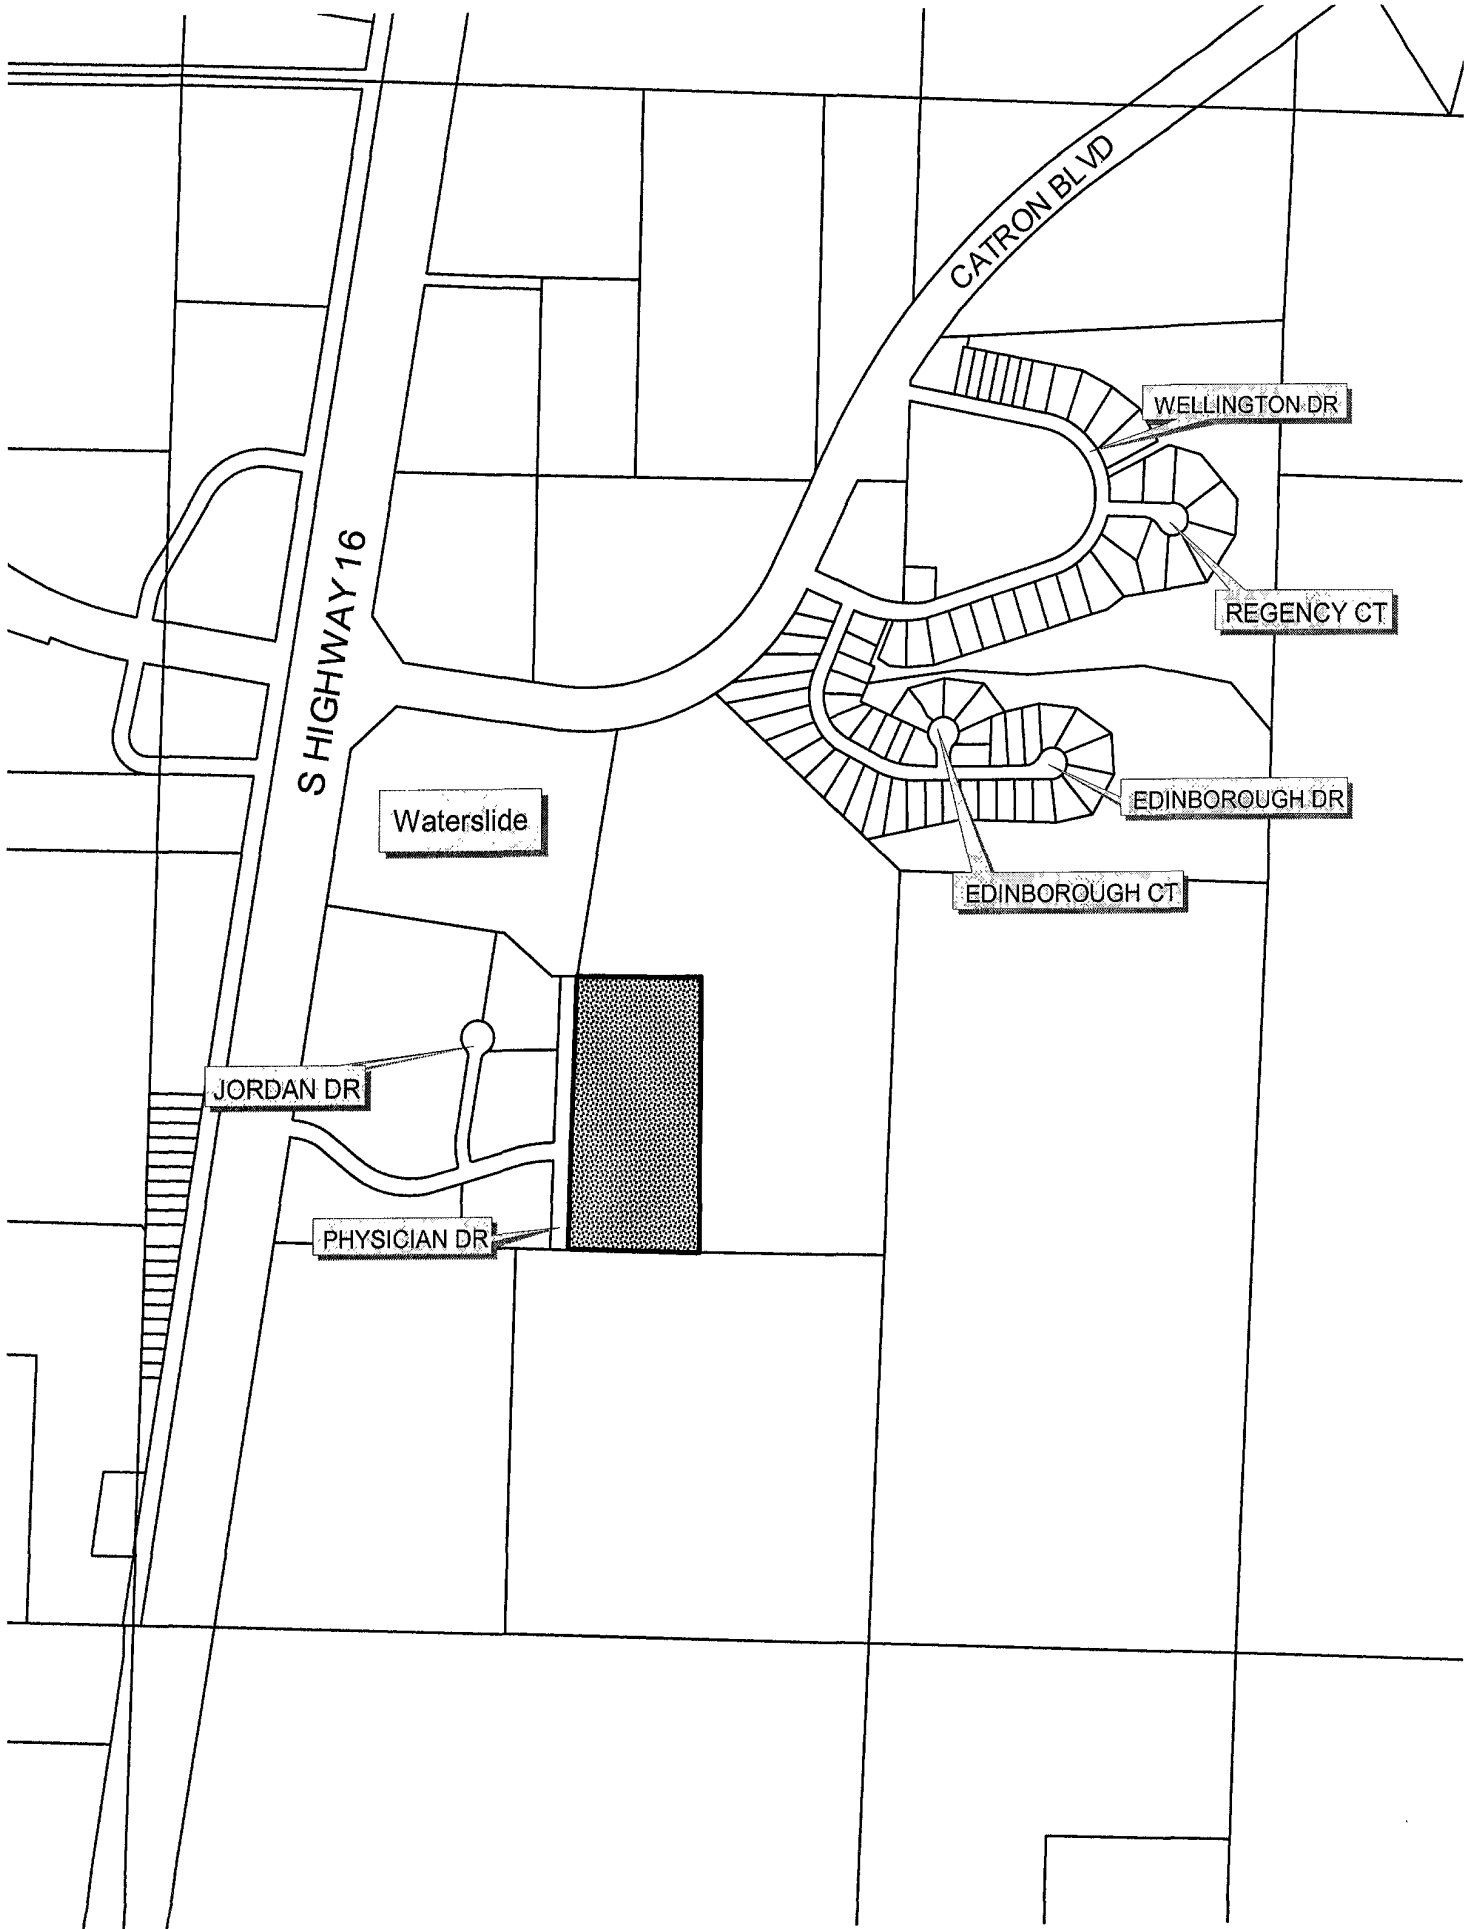 CATRON BLVD
WELLINGTON DR
S HIGHWAY 16
REGENCY CT
Waterslide
EDINBOROUGH DR
EDINBOROUGH CT
JORDAN DR
PHYSICIAN DR